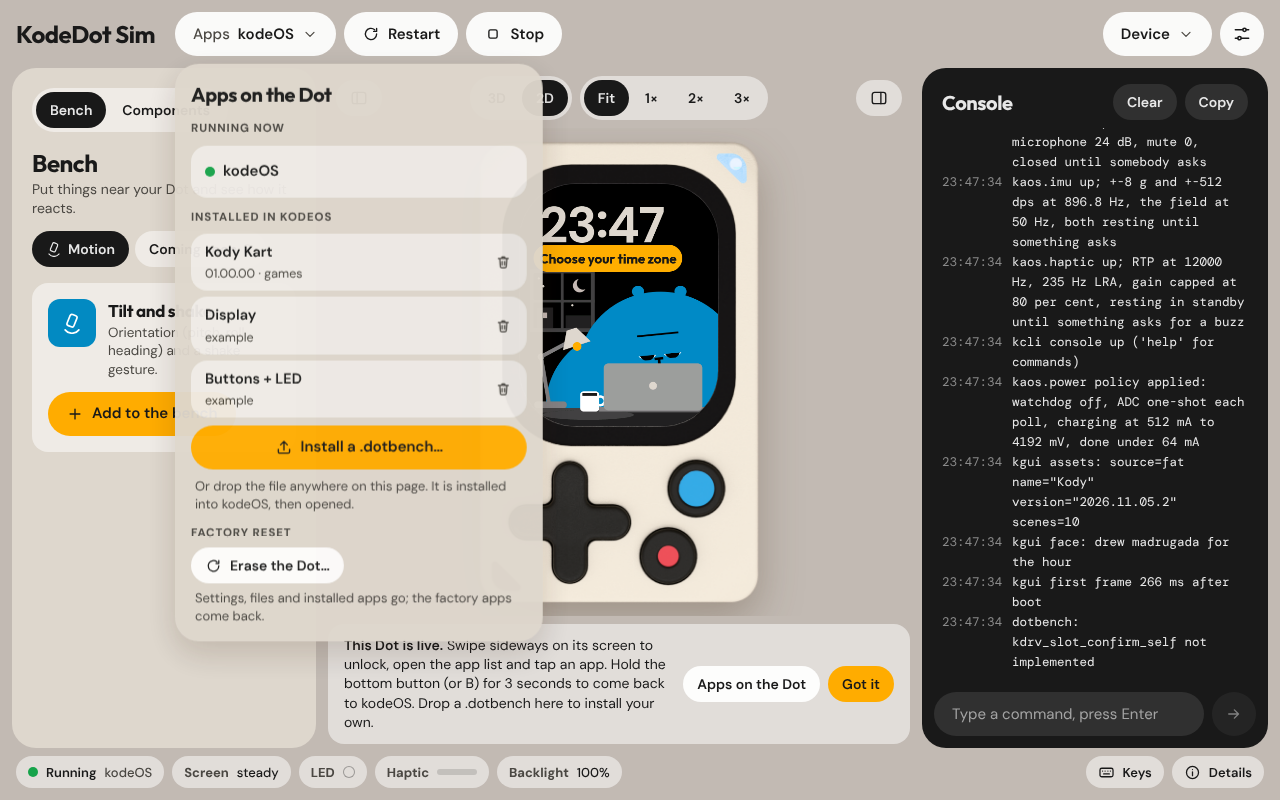 KodeDot Sim
Apps kodeOS
Restart
Stop
Device
Apps on the Dot
RUNNING NOW
kodeOS
INSTALLED IN KODEOS
Kody Kart
01.00.00 · games
Display
example
Buttons + LED
example
Install a .dotbench...
Or drop the file anywhere on this page. It is installed
into kodeOS, then opened.
FACTORY RESET
Erase the Dot...
Settings, files and installed apps go; the factory apps
come back.
Bench
Components
Bench
Put things near your Dot and see how it
reacts.
Motion
Tilt and shake
Orientation
heading) and
gesture.
Add to the bench
3D
2D
Fit
1×
2×
3×
23:47
Choose your time zone
This Dot is live. Swipe sideways on its screen to
unlock, open the app list and tap an app. Hold the
bottom button (or B) for 3 seconds to come back
to kodeOS. Drop a .dotbench here to install your
own.
Apps on the Dot
Got it
Console
Clear
Copy
microphone 24 dB, mute 0,
closed until somebody asks
23:47:34 kaos.imu up; +-8 g and +-512
dps at 896.8 Hz, the field at
50 Hz, both resting until
something asks
23:47:34 kaos.haptic up; RTP at 12000
Hz, 235 Hz LRA, gain capped at
80 per cent, resting in standby
until something asks for a buzz
23:47:34 kcli console up ('help' for
commands)
23:47:34 kaos.power policy applied:
watchdog off, ADC one-shot each
poll, charging at 512 mA to
4192 mV, done under 64 mA
23:47:34 kgui assets: source=fat
name="Kody"
version="2026.11.05.2"
scenes=10
23:47:34 kgui face: drew madrugada for
the hour
23:47:34 kgui first frame 266 ms after
boot
23:47:34 dotbench:
kdrv_slot_confirm_self not
implemented
Type a command, press Enter
Running kodeOS
Screen steady
LED
Haptic
Backlight 100%
Keys
Details